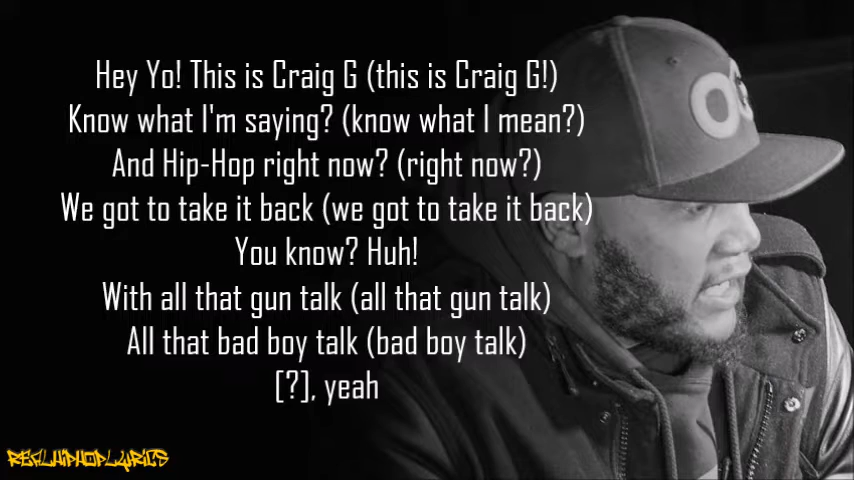 Hey Yo! This is Craig G (this is Craig G!)
Know what I'm saying? (know what I mean?)
And Hip-Hop right now? (right now?)
We got to take it back (we got to take it back)
You know? Huh!
With all that gun talk (all that gun talk)
All that bad boy talk (bad boy talk)
[?], yeah
REALHIPHOPLYRICS